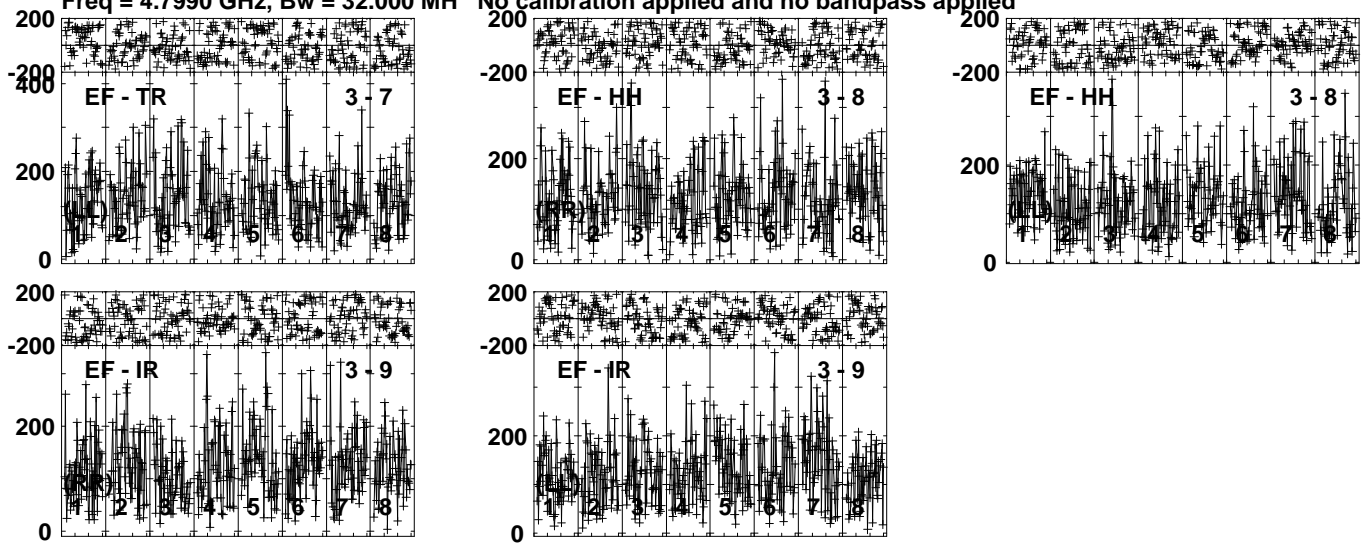 Freq = 4.7990 GHz, Bw = 32.000 MH No calibration applied and no bandpass applied
200
-200
400
EF - TR 3 - 7
200
(LL)
1 2 3 4 5 6 7 8
0
200
-200
EF - HH 3 - 8
200
(RR)
1 2 3 4 5 6 7 8
0
200
-200
EF - HH 3 - 8
200
(LL)
1 2 3 4 5 6 7 8
0
200
-200
EF - IR 3 - 9
200
(RR)
1 2 3 4 5 6 7 8
0
200
-200
EF - IR 3 - 9
200
(LL)
1 2 3 4 5 6 7 8
0